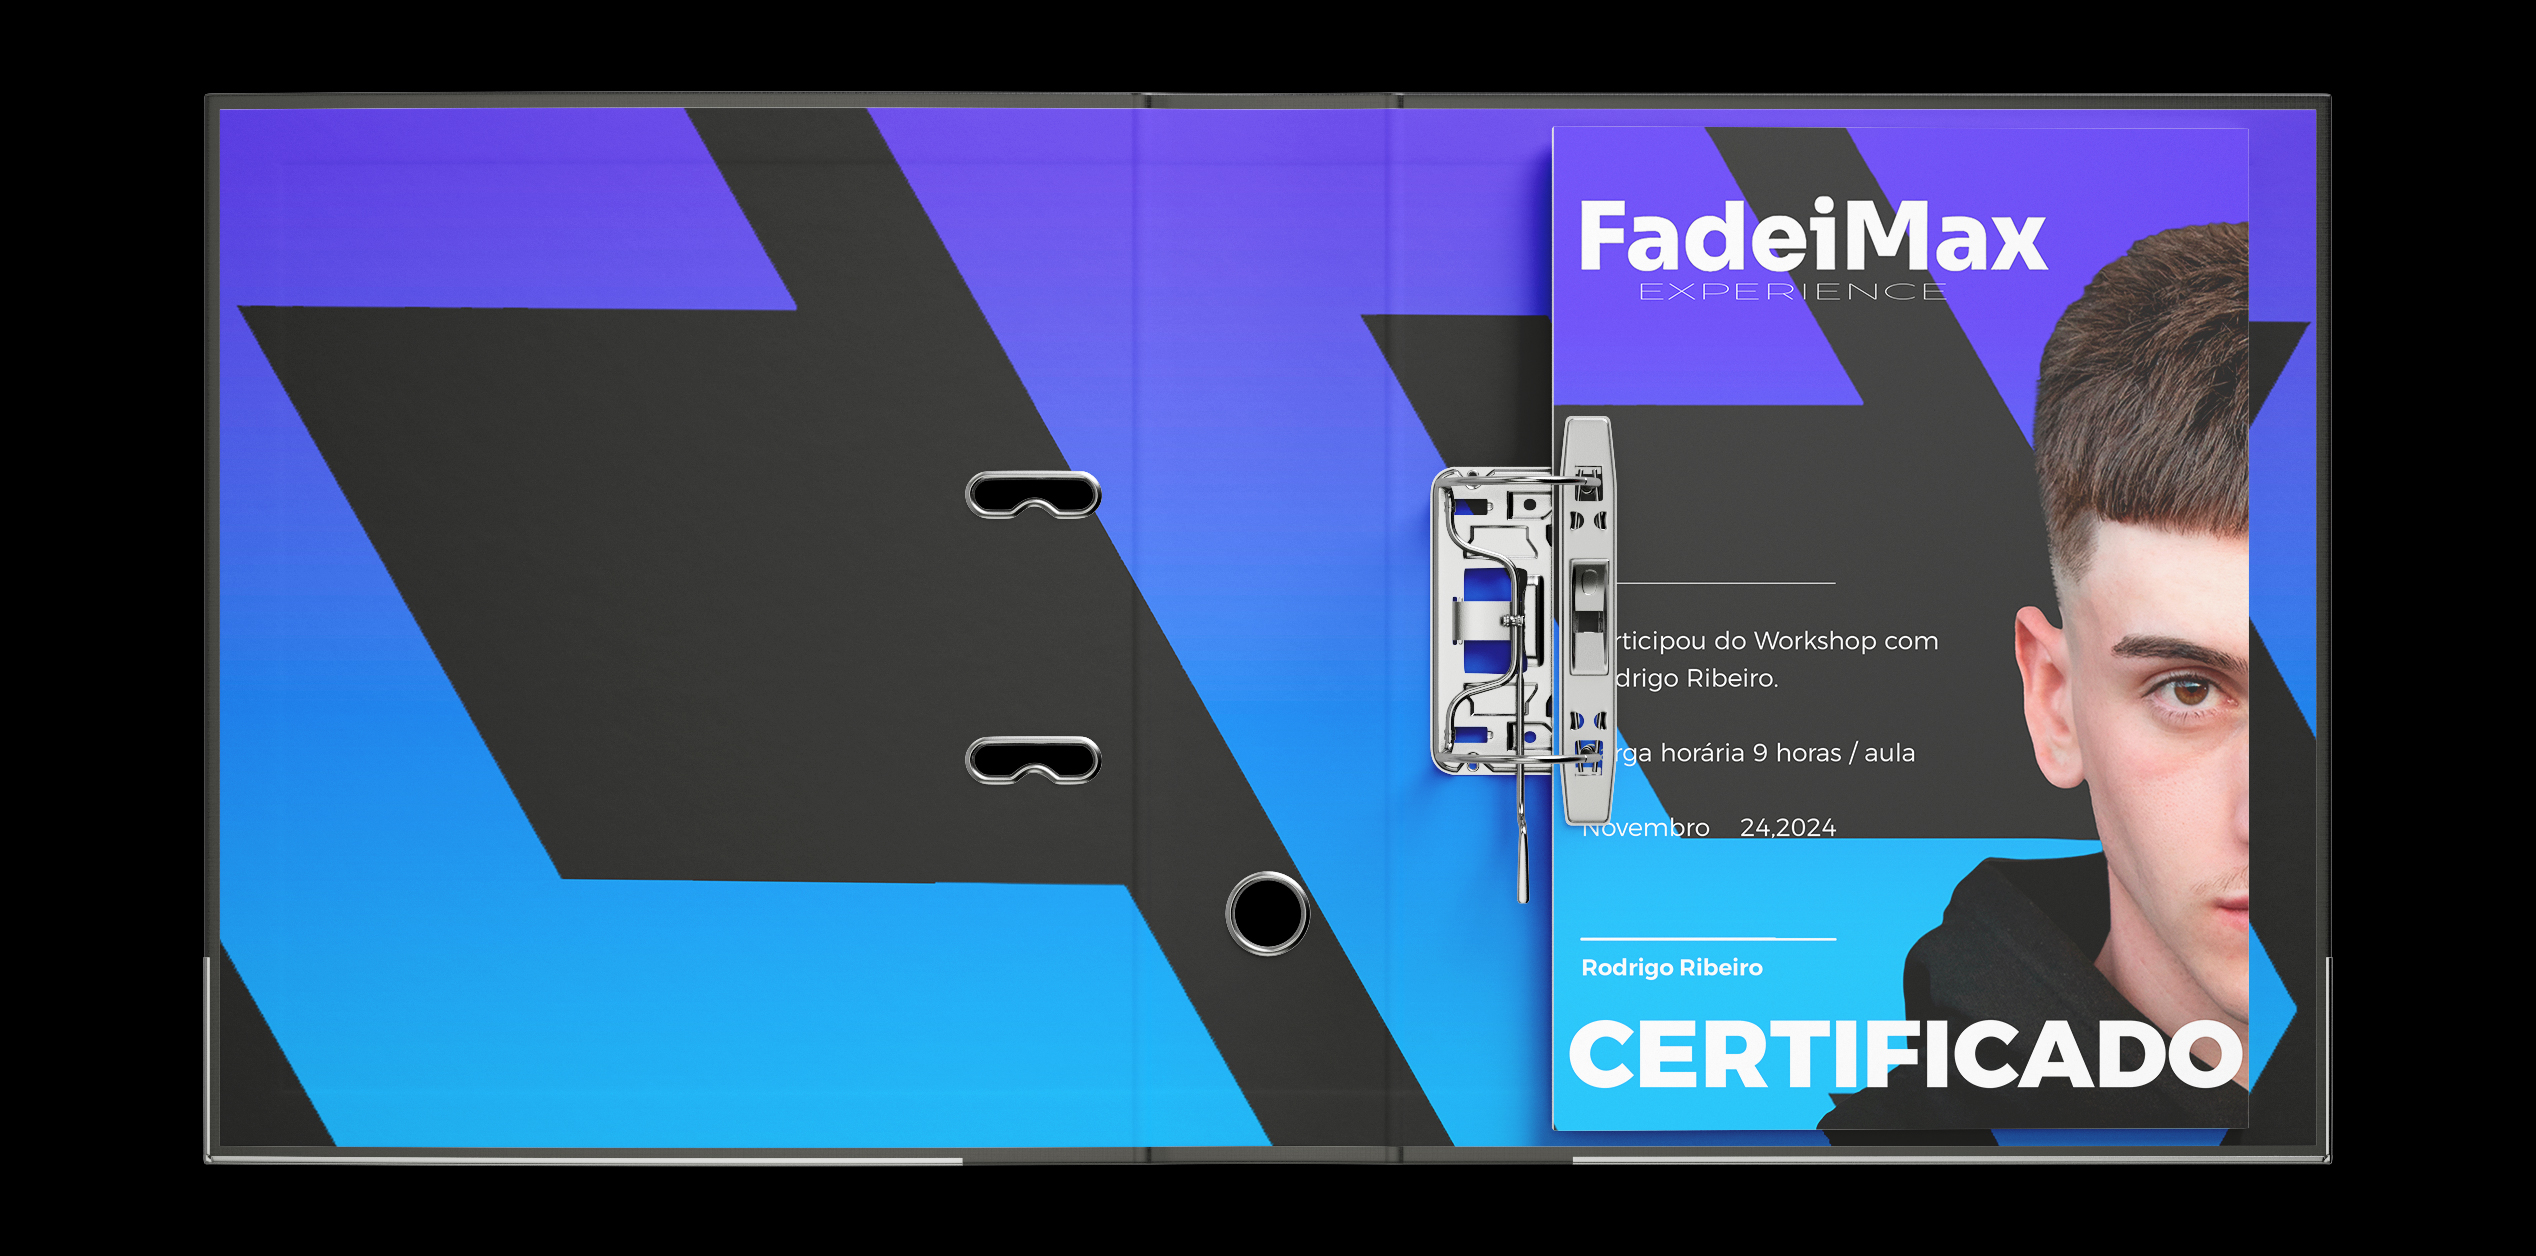 FadeiMax
EXPERIENCE
rticipou do Workshop com
drigo Ribeiro.
rga horária 9 horas / aula
Novembro 24,2024
Rodrigo Ribeiro
CERTIFICADO